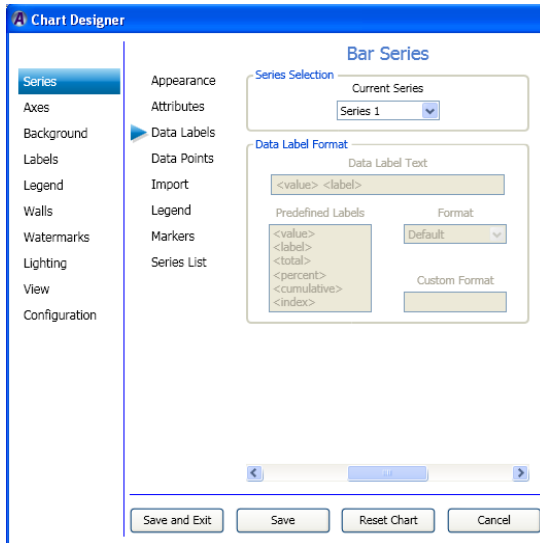 Chart Designer
Series
Axes
Background
Labels
Legend
Walls
Watermarks
Lighting
View
Configuration
Appearance
Attributes
Data Labels
Data Points
Import
Legend
Markers
Series List
Bar Series
Series Selection
Current Series
Series 1
Data Label Format
Data Label Text
<value> <label>
Predefined Labels
<value>
<label>
<total>
<percent>
<cumulative>
<index>
Format
Default
Custom Format
Save and Exit
Save
Reset Chart
Cancel